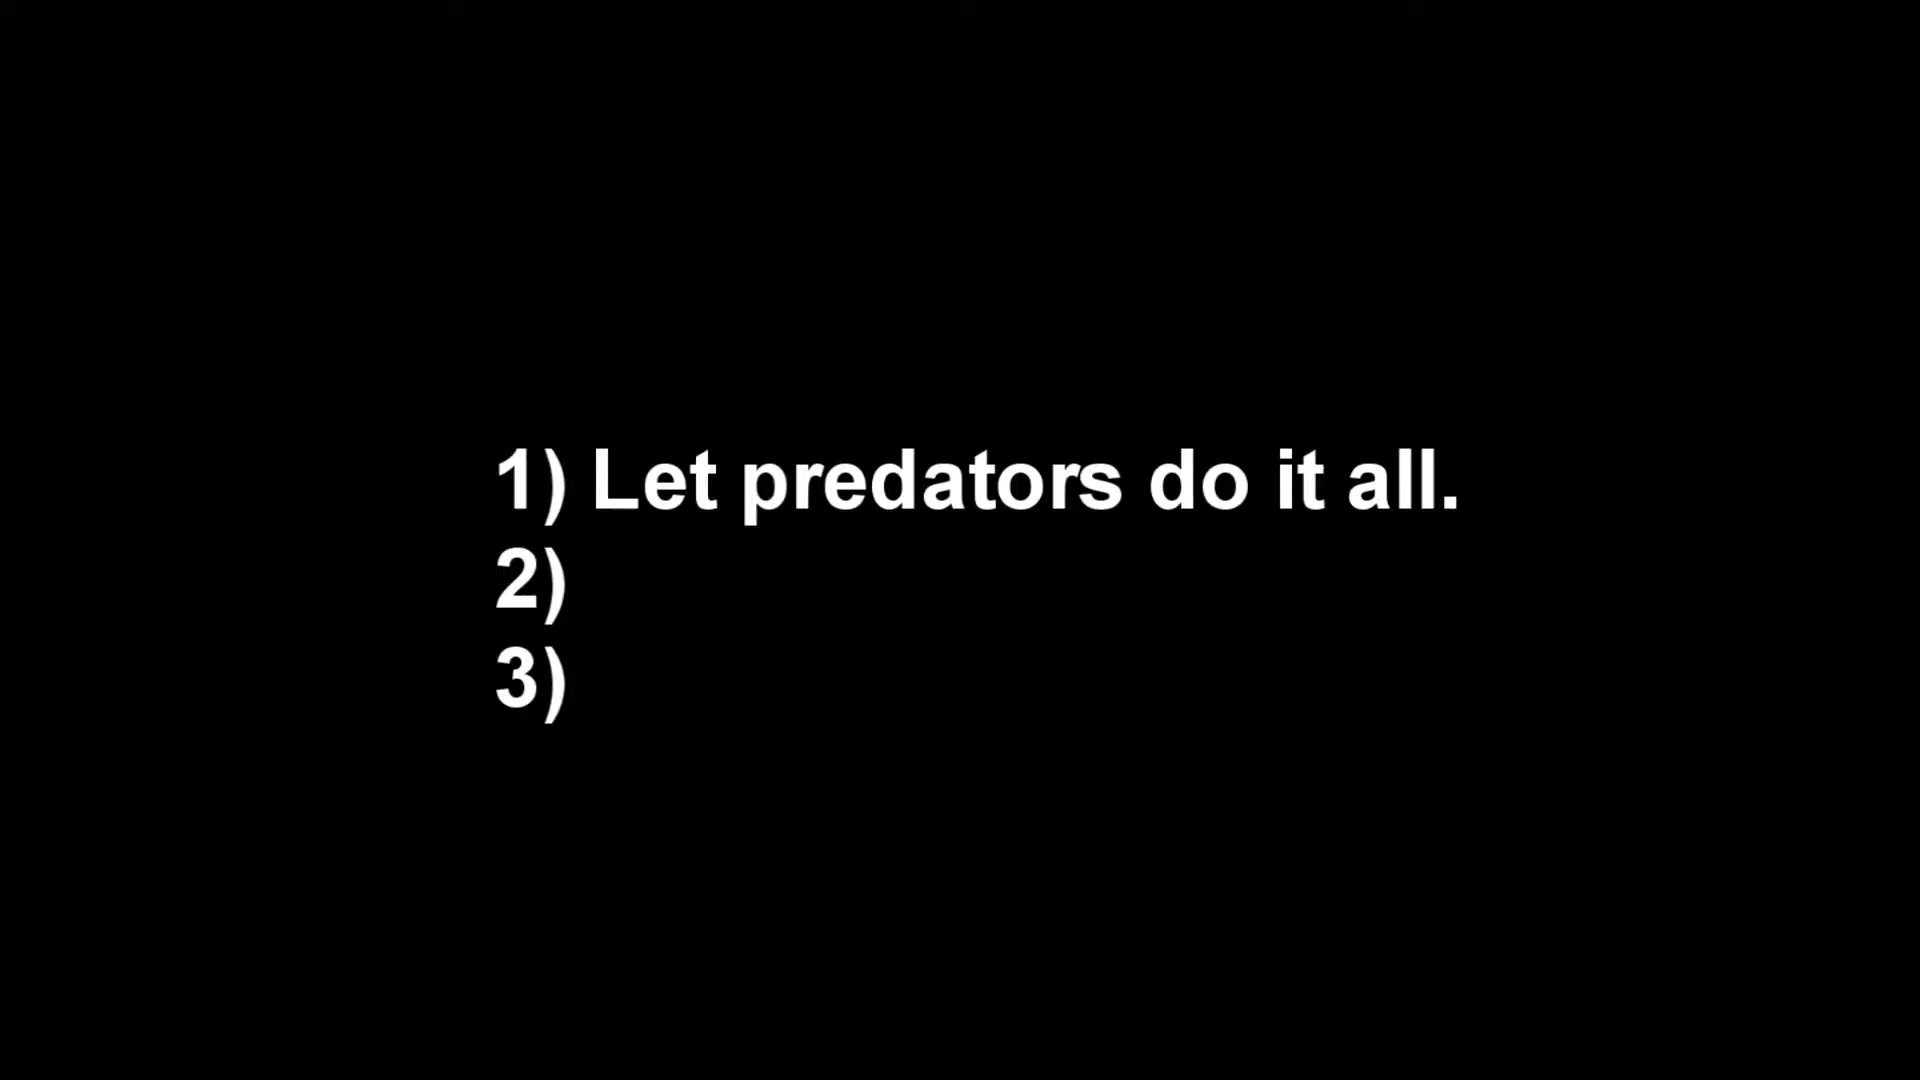 1) Let predators do it all.
2)
3)